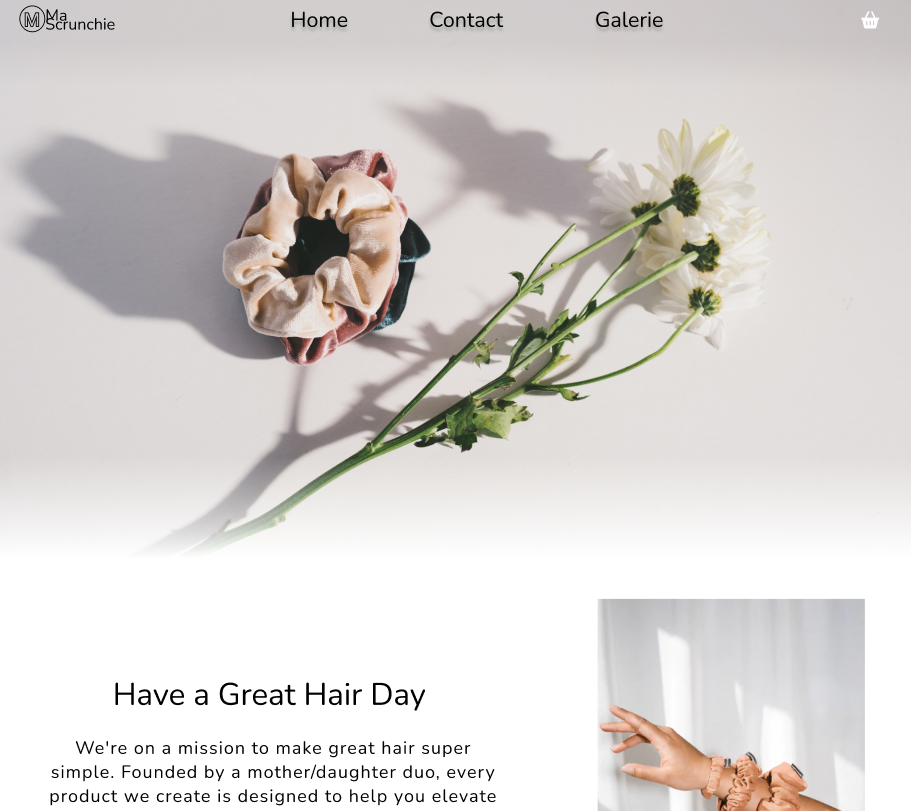 M Ma
Scrunchie
Home
Contact
Galerie
Have a Great Hair Day
We're on a mission to make great hair super
simple. Founded by a mother/daughter duo, every
product we create is designed to help you elevate